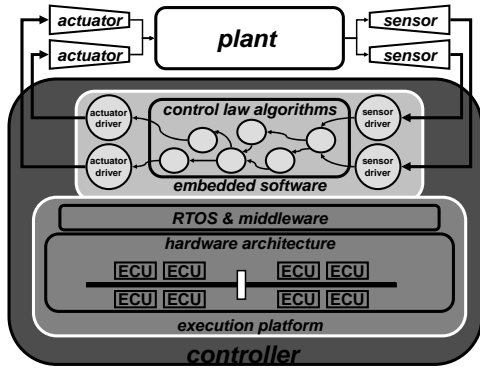 actuator
plant
sensor
actuator
sensor
control law algorithms
actuator
driver
sensor
driver
actuator
driver
sensor
driver
embedded software
RTOS & middleware
hardware architecture
ECU ECU ECU ECU
ECU ECU ECU ECU
execution platform
controller